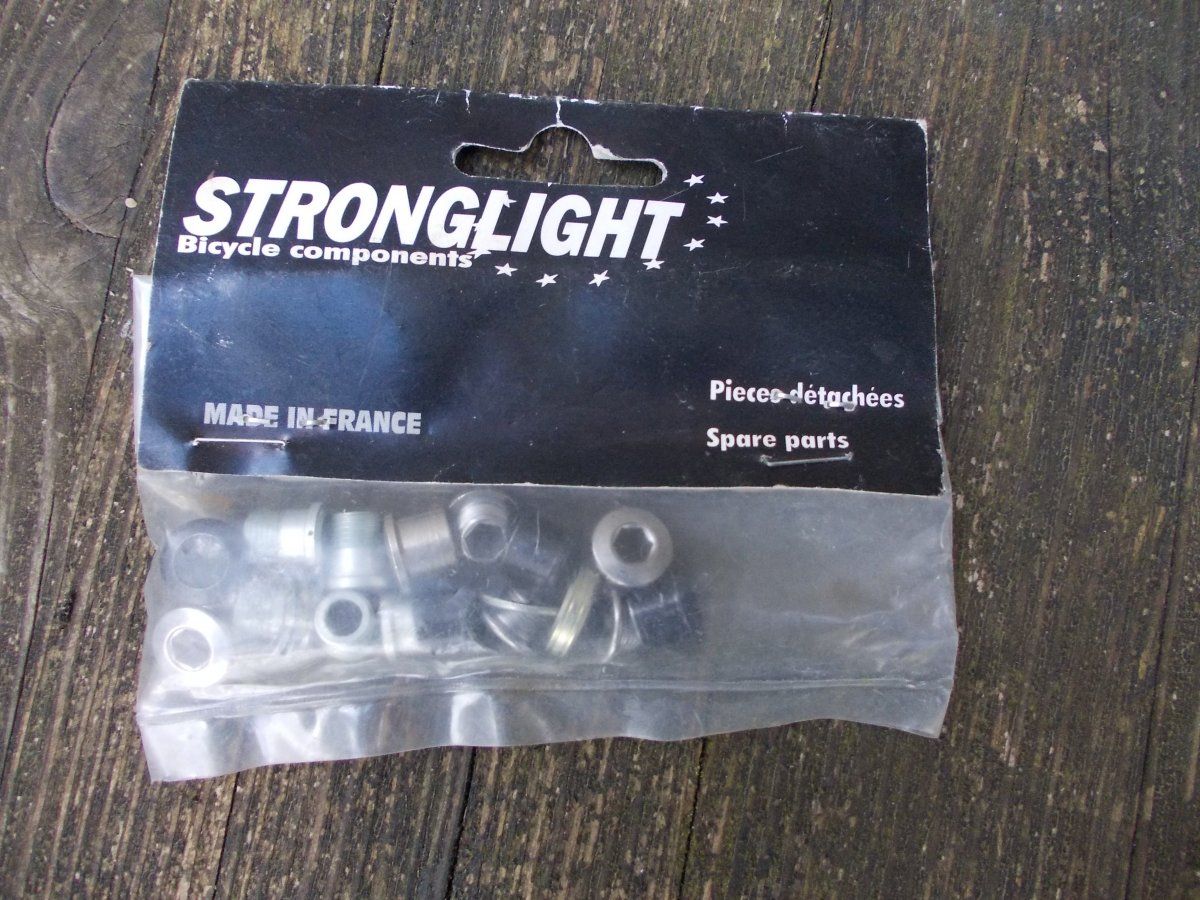 STRONGLIGHT
Bicycle components
MADE IN FRANCE
Pieces détachées
Spare parts